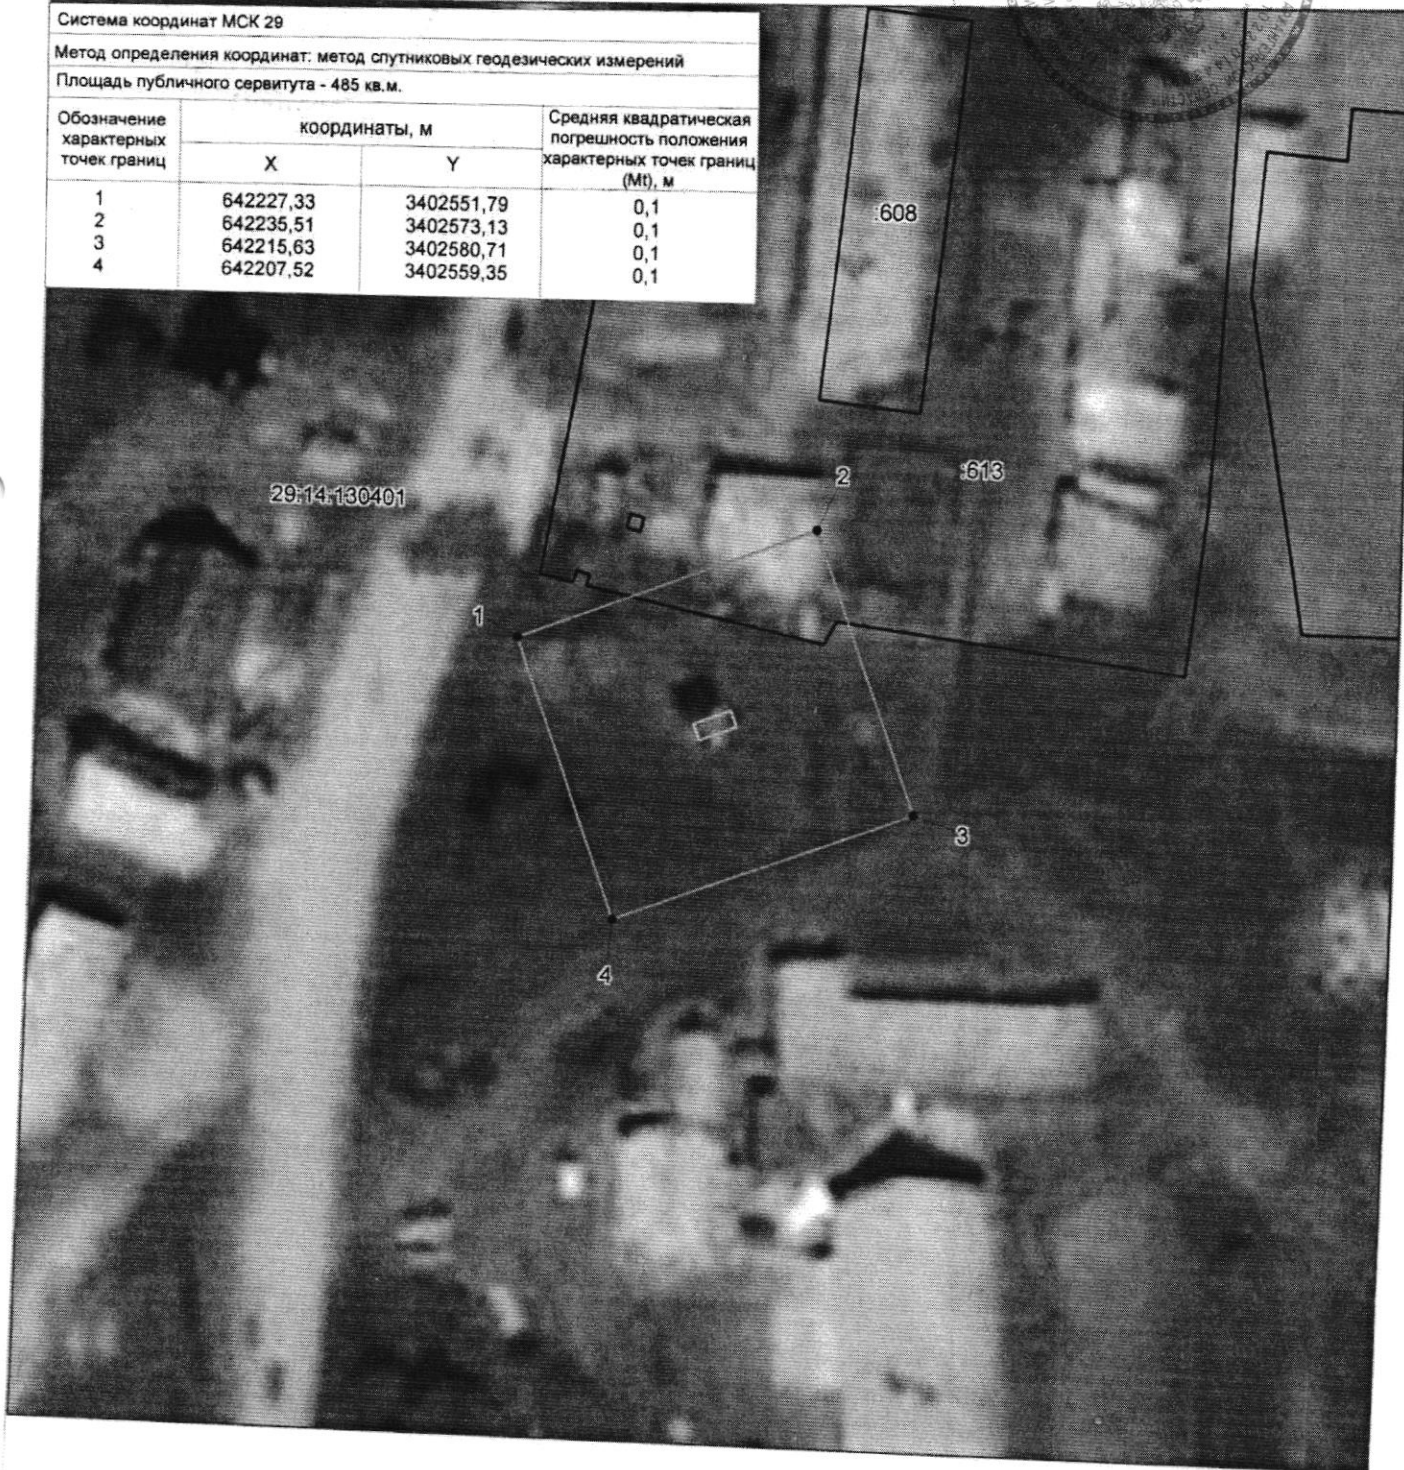 Система координат МСК 29
Метод определения координат: метод спутниковых геодезических измерений
Площадь публичного сервитута - 485 кв.м.
Обозначение характерных точек границ
координаты, м
X
Y
Средняя квадратическая погрешность положения характерных точек границ (Mt), м
1 642227,33 3402551,79 0,1
2 642235,51 3402573,13 0,1
3 642215,63 3402580,71 0,1
4 642207,52 3402559,35 0,1
:608
:613
2
29:14:130401
1
3
4